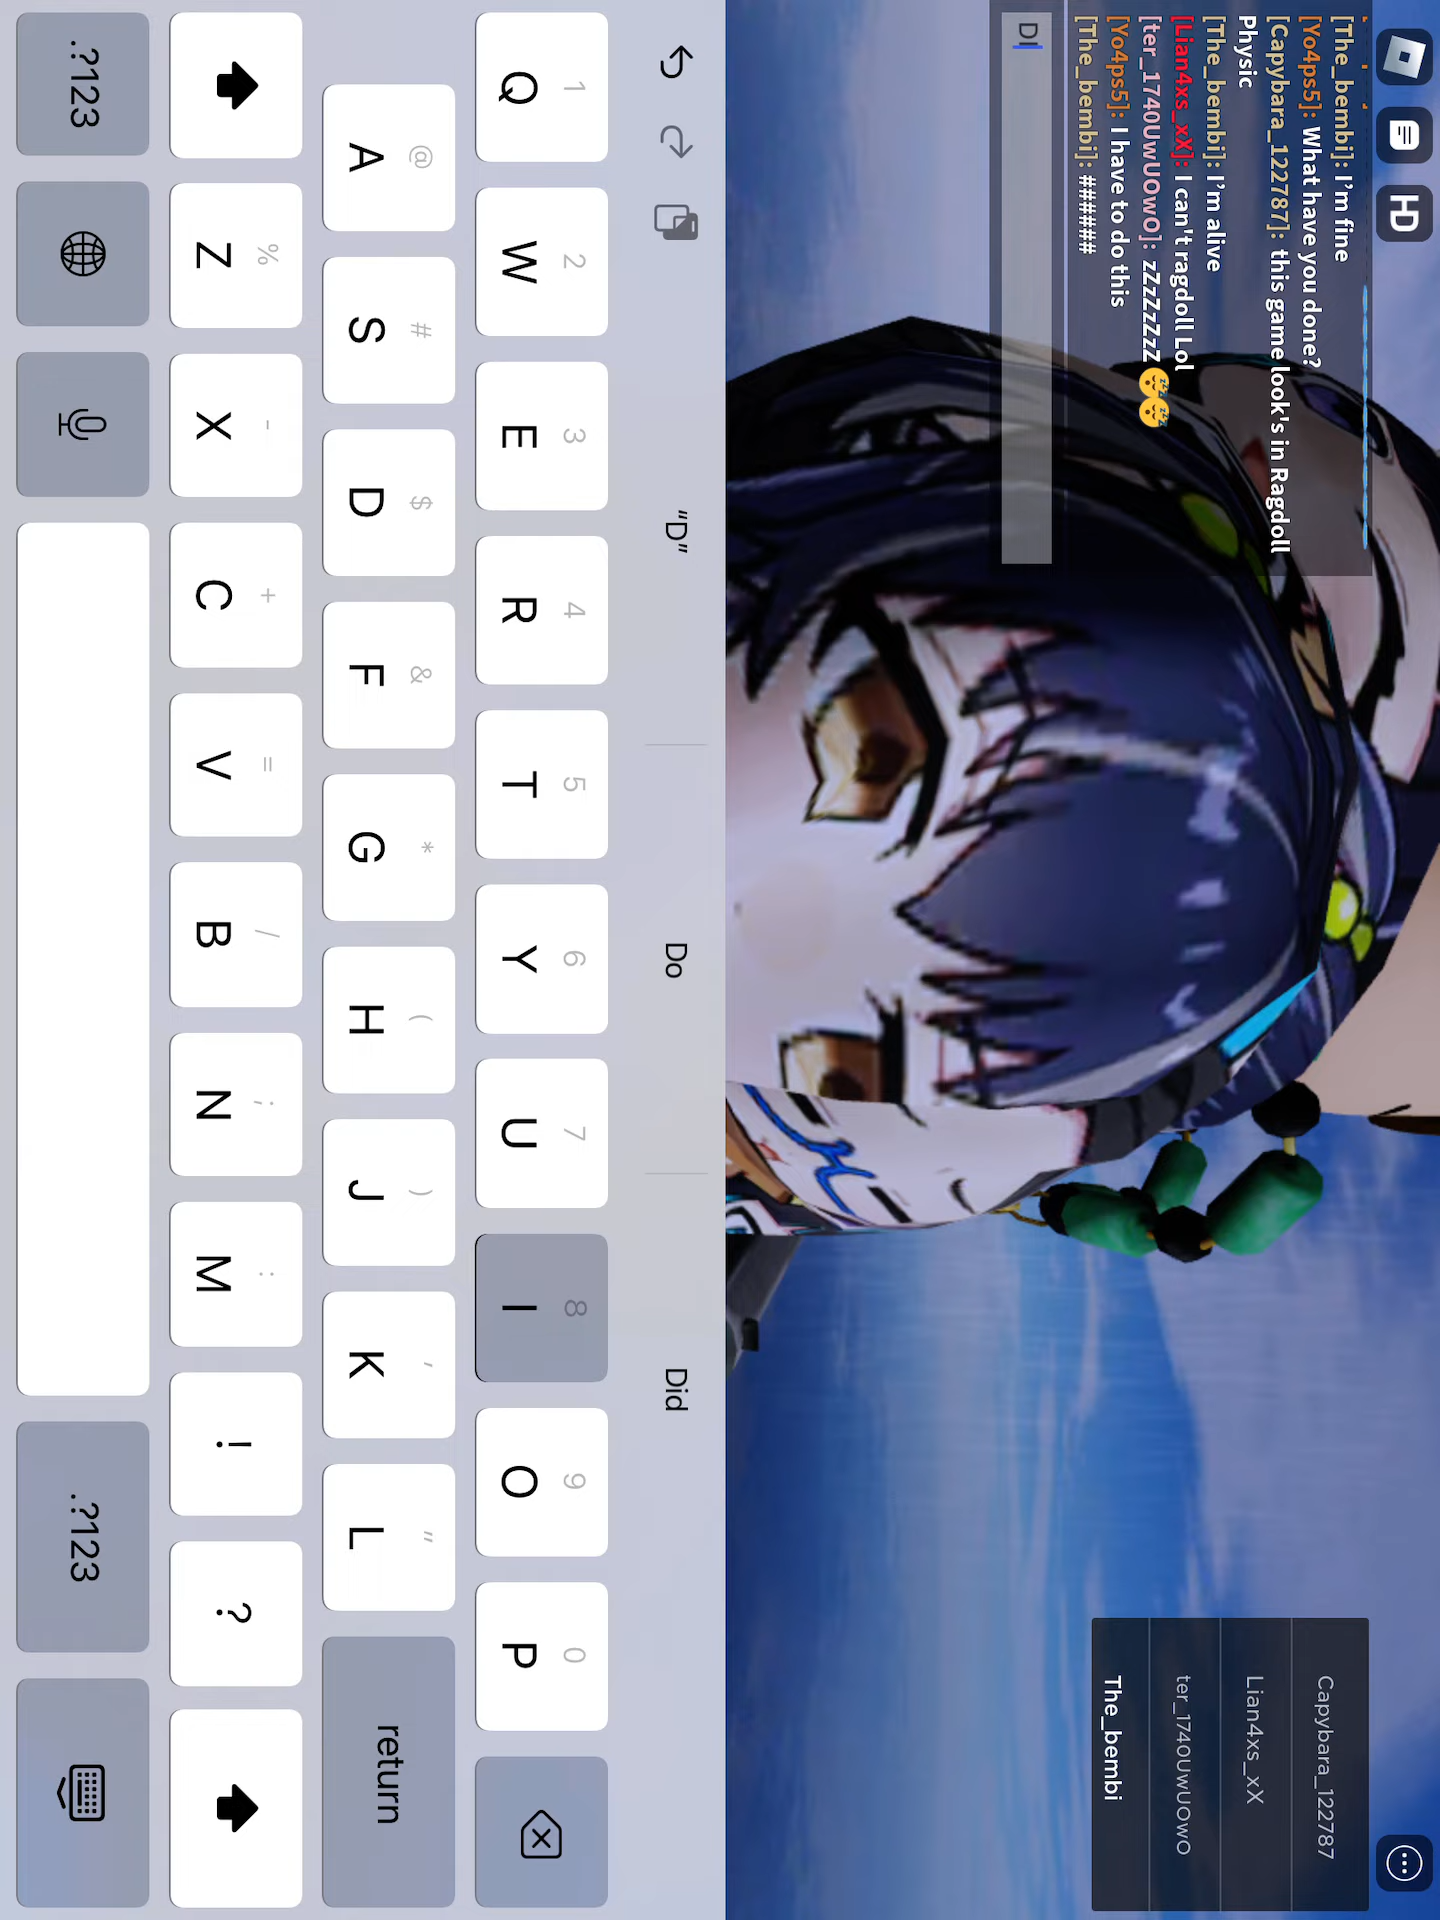 HD
[The_bembi]: I'm fine
[Yo4ps5]: What have you done?
[Capybara_122787]: this game look's in Ragdoll
Physic
[The_bembi]: I'm alive
[Lian4xs_xX]: I can't ragdoll Lol
[ter_1740UwUOwO]: zZzZzZzZ😴😴
[Yo4ps5]: I have to do this
[The_bembi]: ######
D
Capybara_122787
Lian4xs_xX
ter_1740UwUOwO
The_bembi
"D" Do Did
1 2 3 4 5 6 7 8 9 0
Q W E R T Y U I O P
@ # $ & * ( ) ' "
A S D F G H J K L return
% - + = / ; :
Z X C V B N M ! ?
.?123 .?123